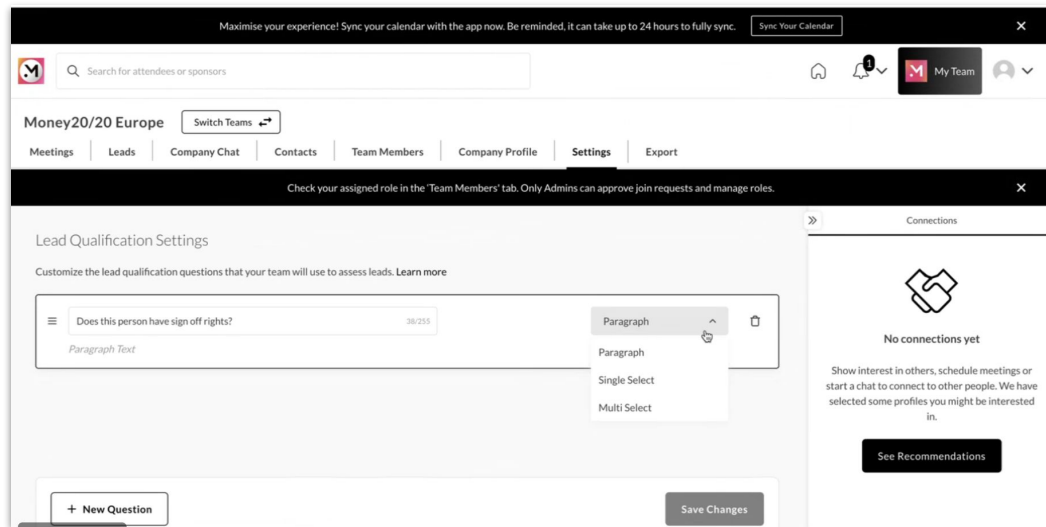 Maximise your experience! Sync your calendar with the app now. Be reminded, it can take up to 24 hours to fully sync.
Sync Your Calendar
Search for attendees or sponsors
1
My Team
Money20/20 Europe
Switch Teams
Meetings
Leads
Company Chat
Contacts
Team Members
Company Profile
Settings
Export
Check your assigned role in the 'Team Members' tab. Only Admins can approve join requests and manage roles.
Lead Qualification Settings
Customize the lead qualification questions that your team will use to assess leads. Learn more
Does this person have sign off rights?
38/255
Paragraph
Paragraph Text
Paragraph
Single Select
Multi Select
+ New Question
Save Changes
Connections
No connections yet
Show interest in others, schedule meetings or
start a chat to connect to other people. We have
selected some profiles you might be interested
in.
See Recommendations